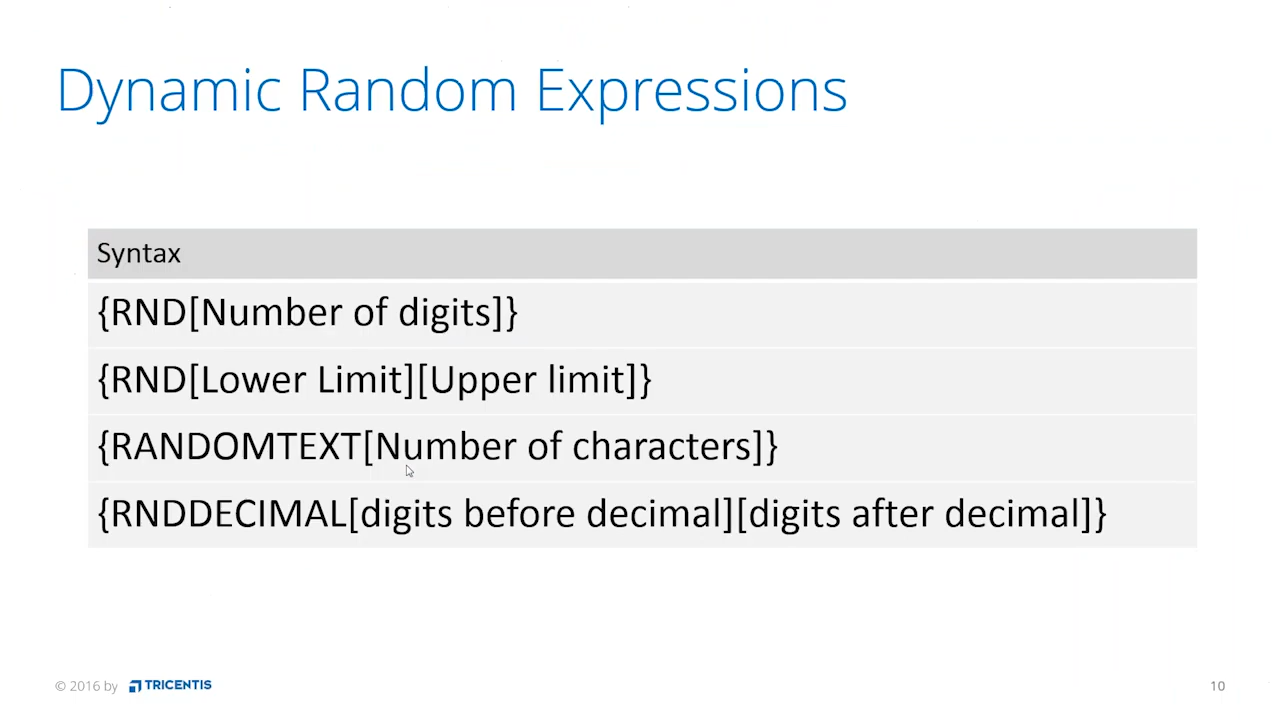 Dynamic Random Expressions
Syntax
{RND[Number of digits]}
{RND[Lower Limit][Upper limit]}
{RANDOMTEXT[Number of characters]}
{RNDDECIMAL[digits before decimal][digits after decimal]}
© 2016 by TRICENTIS
10